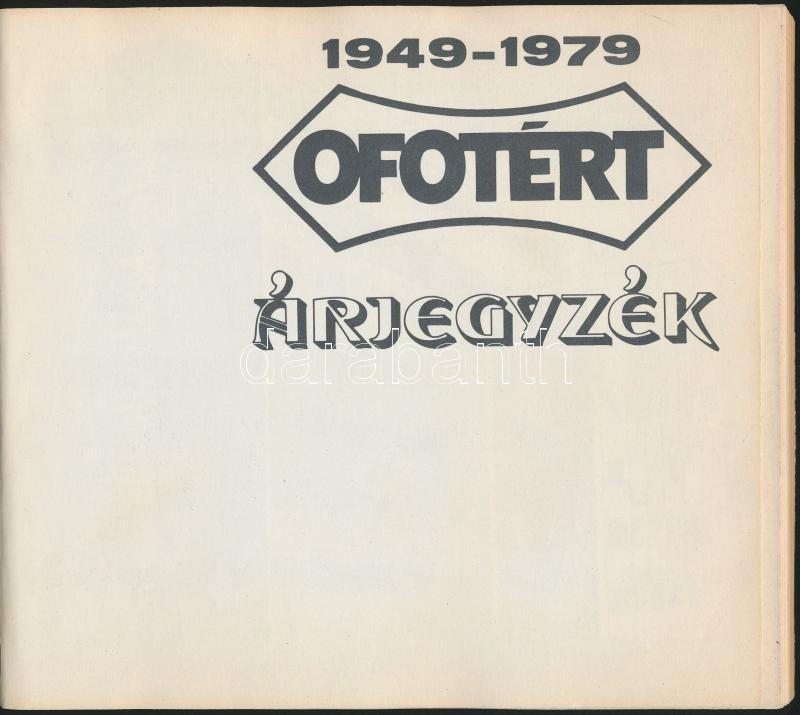 1949-1979
OFOTÉRT
ÁRJEGYZÉK
darabanth